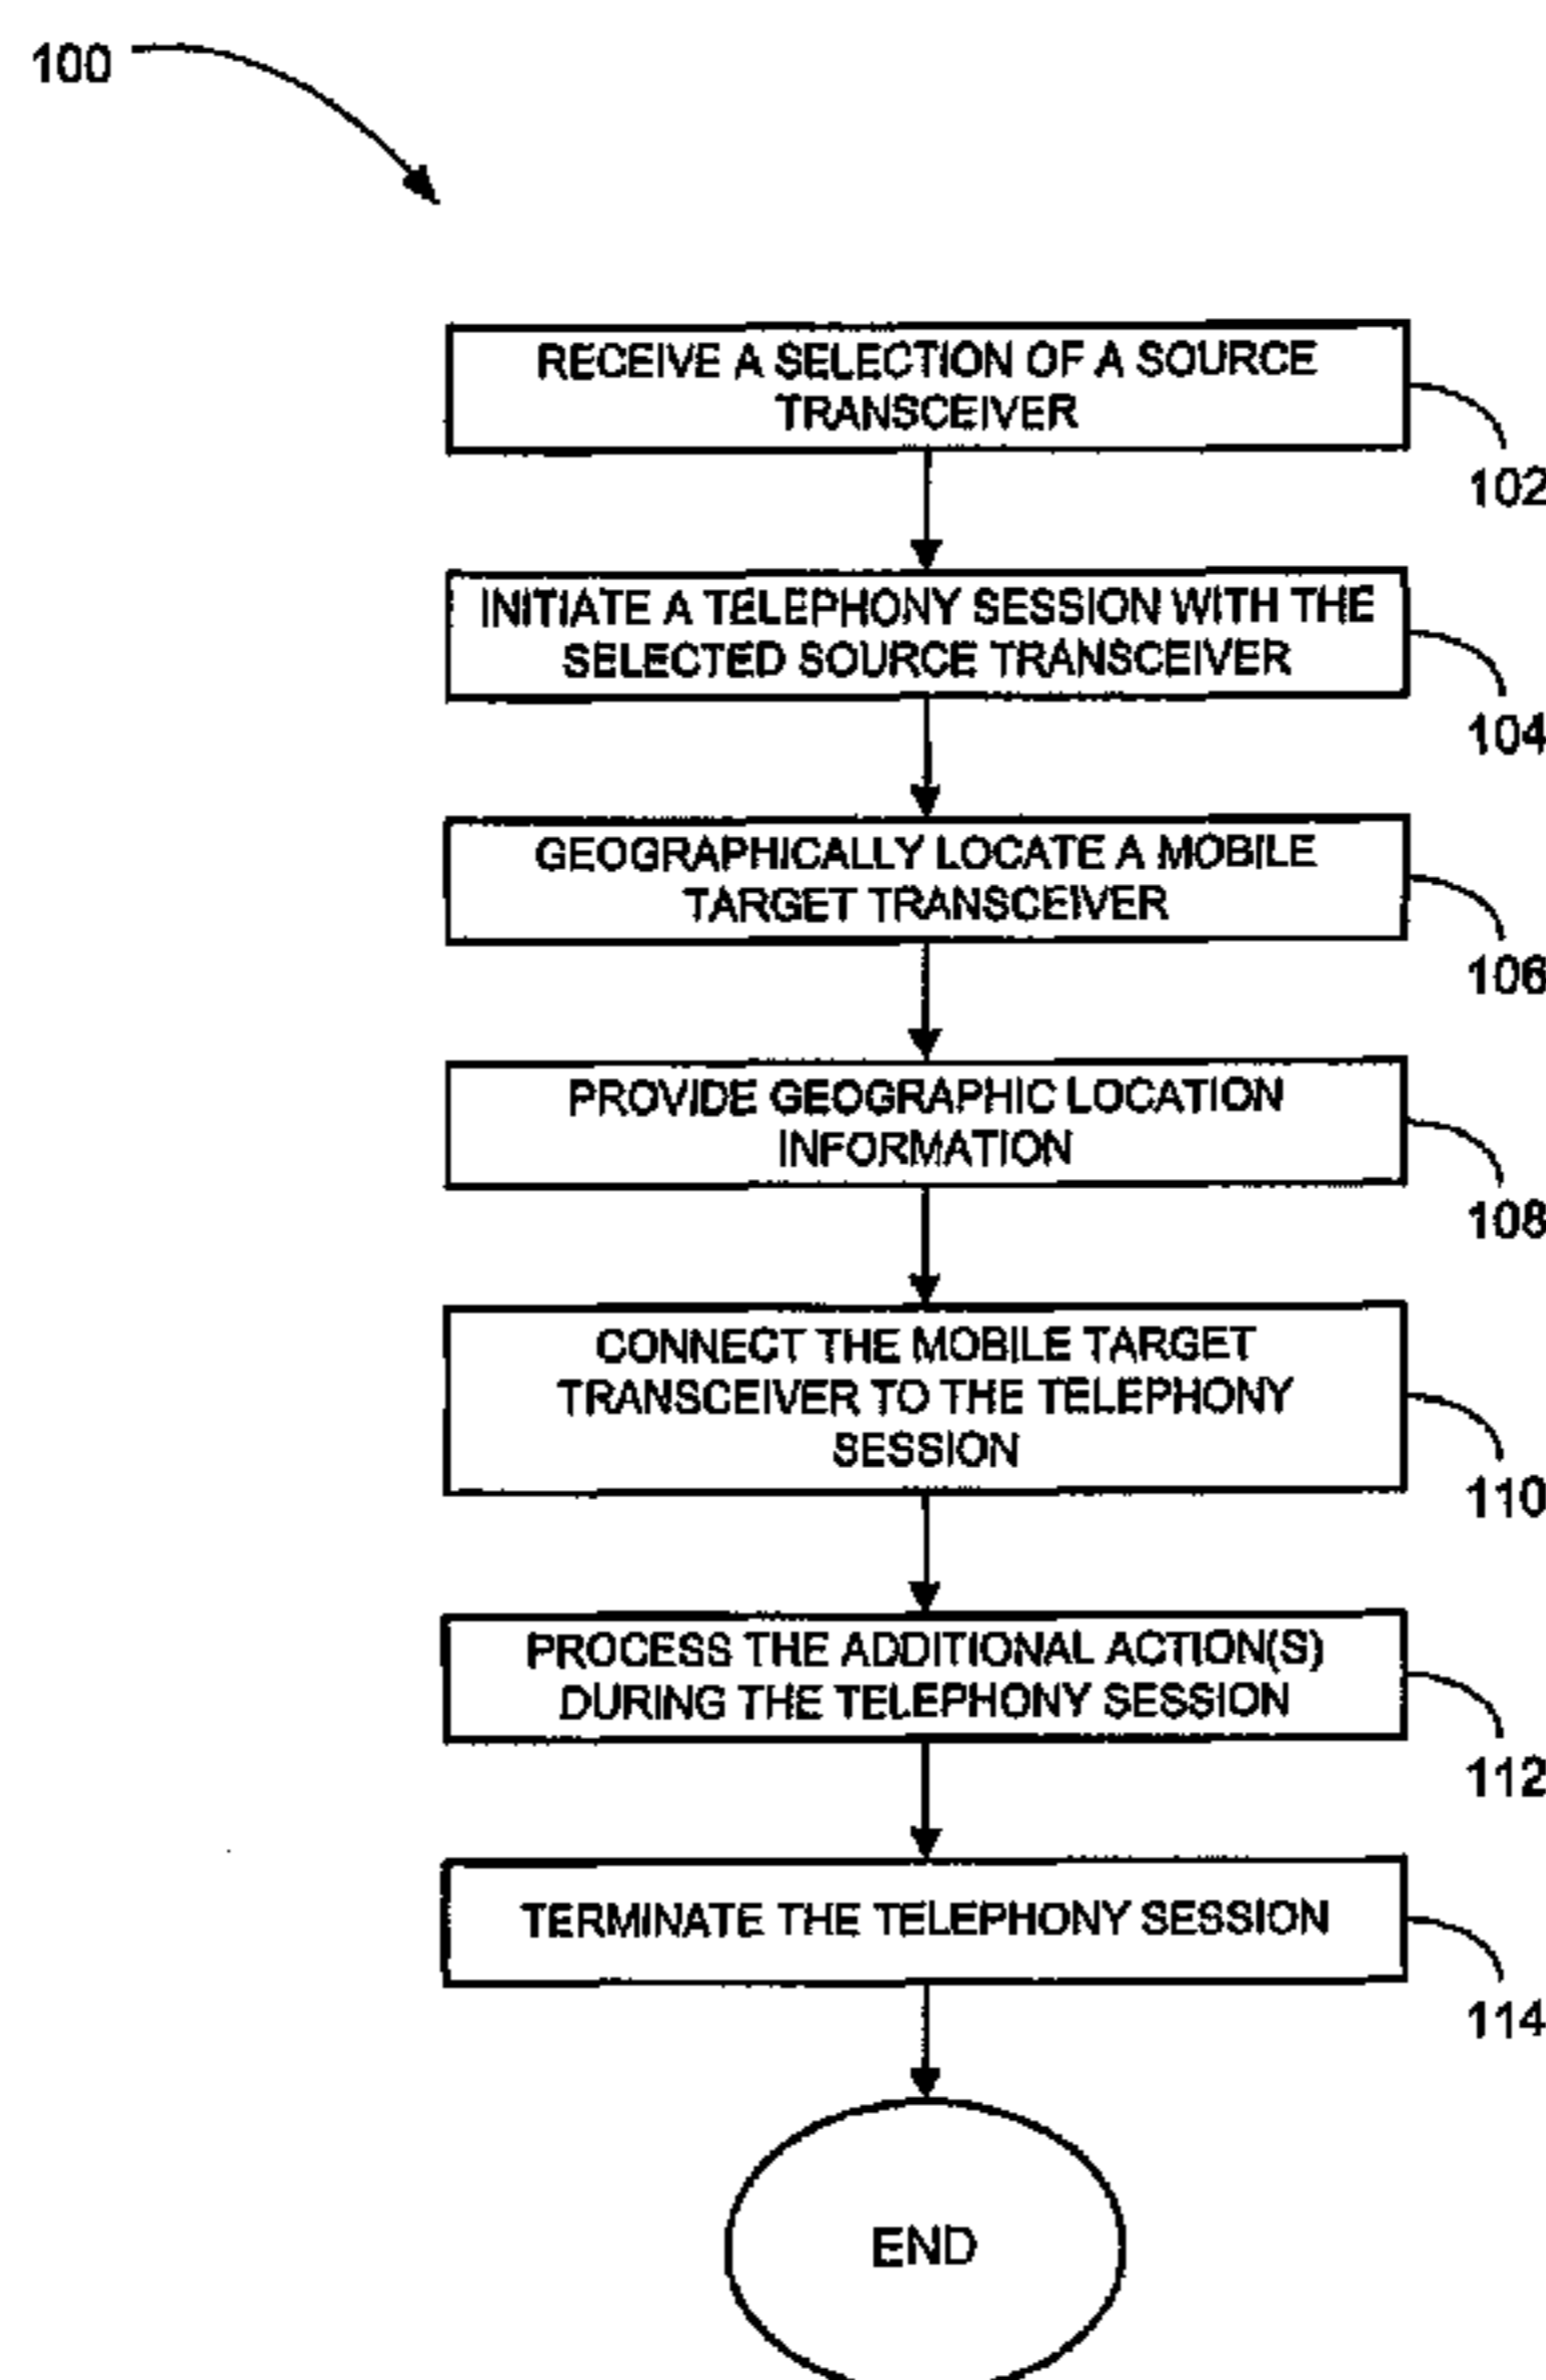 100
RECEIVE A SELECTION OF A SOURCE
TRANSCEIVER
102
INITIATE A TELEPHONY SESSION WITH THE
SELECTED SOURCE TRANSCEIVER
104
GEOGRAPHICALLY LOCATE A MOBILE
TARGET TRANSCEIVER
106
PROVIDE GEOGRAPHIC LOCATION
INFORMATION
108
CONNECT THE MOBILE TARGET
TRANSCEIVER TO THE TELEPHONY
SESSION
110
PROCESS THE ADDITIONAL ACTION(S)
DURING THE TELEPHONY SESSION
112
TERMINATE THE TELEPHONY SESSION
114
END